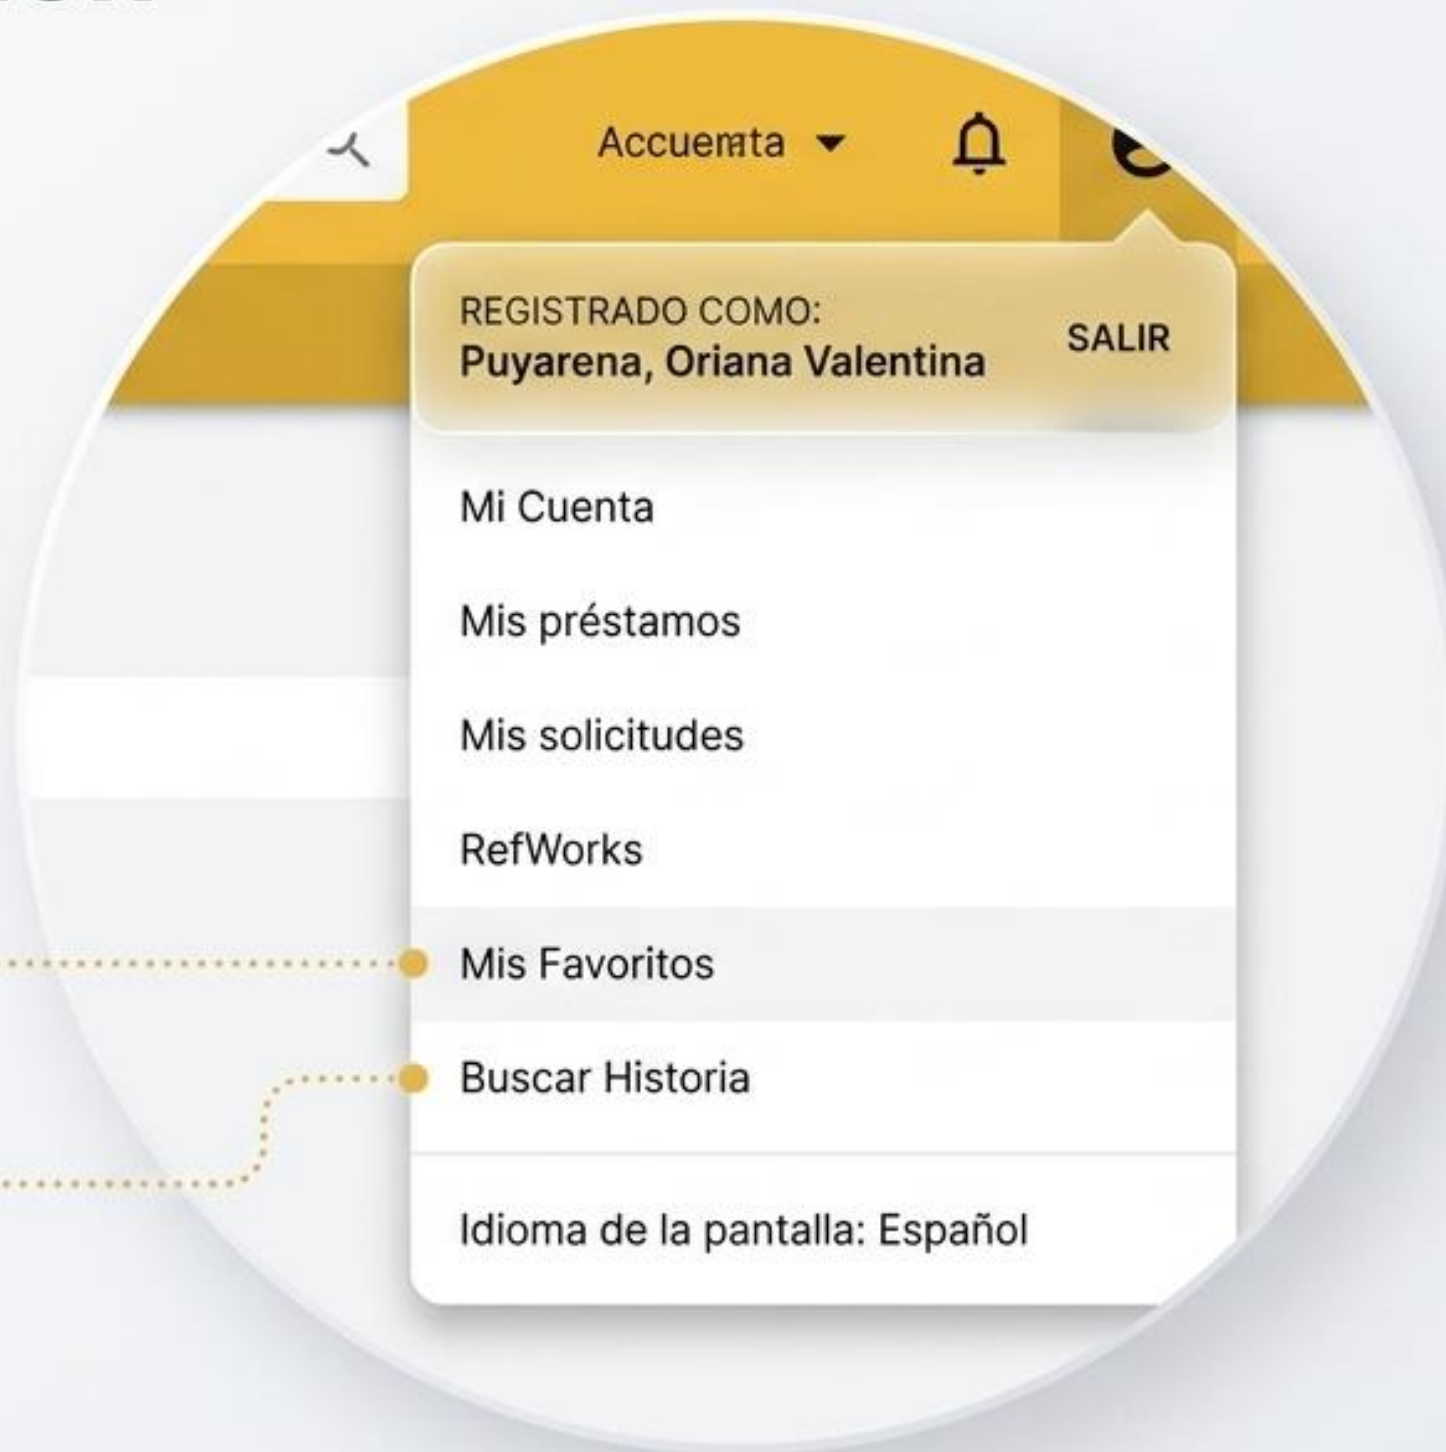 Accuenta
REGISTRADO COMO:
Puyarena, Oriana Valentina
SALIR
Mi Cuenta
Mis préstamos
Mis solicitudes
RefWorks
Mis Favoritos
Buscar Historia
Idioma de la pantalla: Español